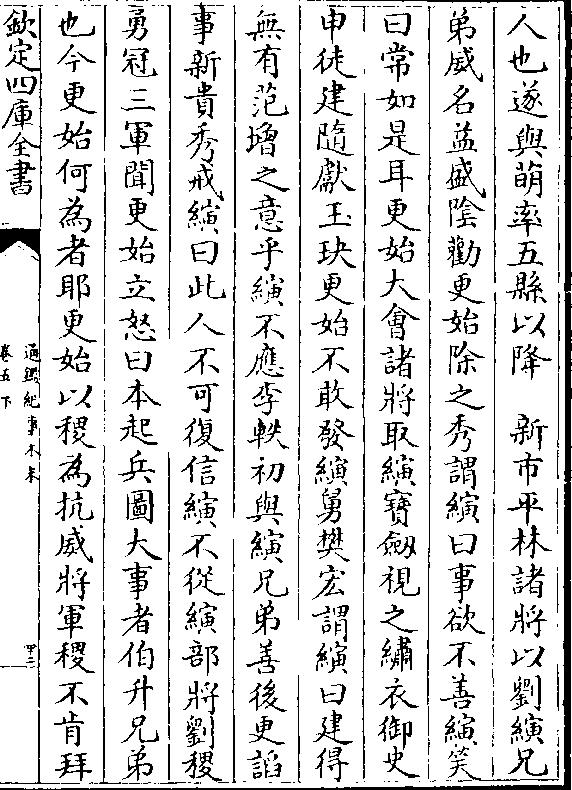 人也遂與萌率五縣以降　新市平林諸將以劉縯兄
弟威名益盛陰勸更始除之秀謂縯曰事欲不善縯笑
曰常如是耳更始大會諸將取縯寶劔視之繡衣御史
申徒建隨獻玉玦更始不敢發縯舅樊宏謂縯曰建得
無有范増之意乎縯不應李軼初與縯兄弟善後更謟
事新貴秀戒縯曰此人不可復信縯不從縯部將劉稷
勇冠三軍聞更始立怒曰本起兵圖大事者伯升兄弟
也今更始何為者耶更始以稷為抗威將軍稷不肯拜
欽定四庫全書
通鑑紀事本末
卷五下
四三